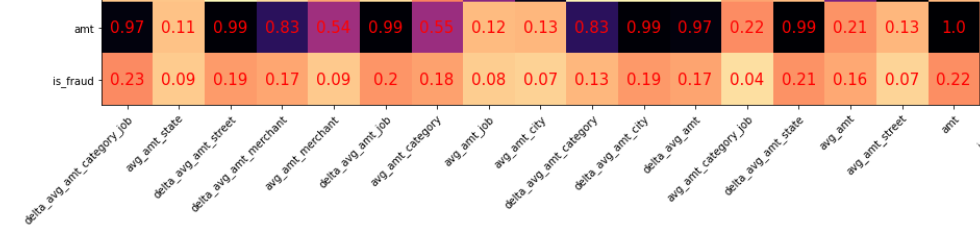 amt 0.97 0.11 0.99 0.83 0.54 0.99 0.55 0.12 0.13 0.83 0.99 0.97 0.22 0.99 0.21 0.13 1.0
is_fraud 0.23 0.09 0.19 0.17 0.09 0.2 0.18 0.08 0.07 0.13 0.19 0.17 0.04 0.21 0.16 0.07 0.22
delta_avg_amt_category_job
avg_amt_state
delta_avg_amt_street
delta_avg_amt_merchant
avg_amt_merchant
delta_avg_amt_job
avg_amt_category
avg_amt_job
avg_amt_city
delta_avg_amt_category
delta_avg_amt_city
delta_avg_amt
avg_amt_category_job
delta_avg_amt_state
avg_amt
avg_amt_street
amt